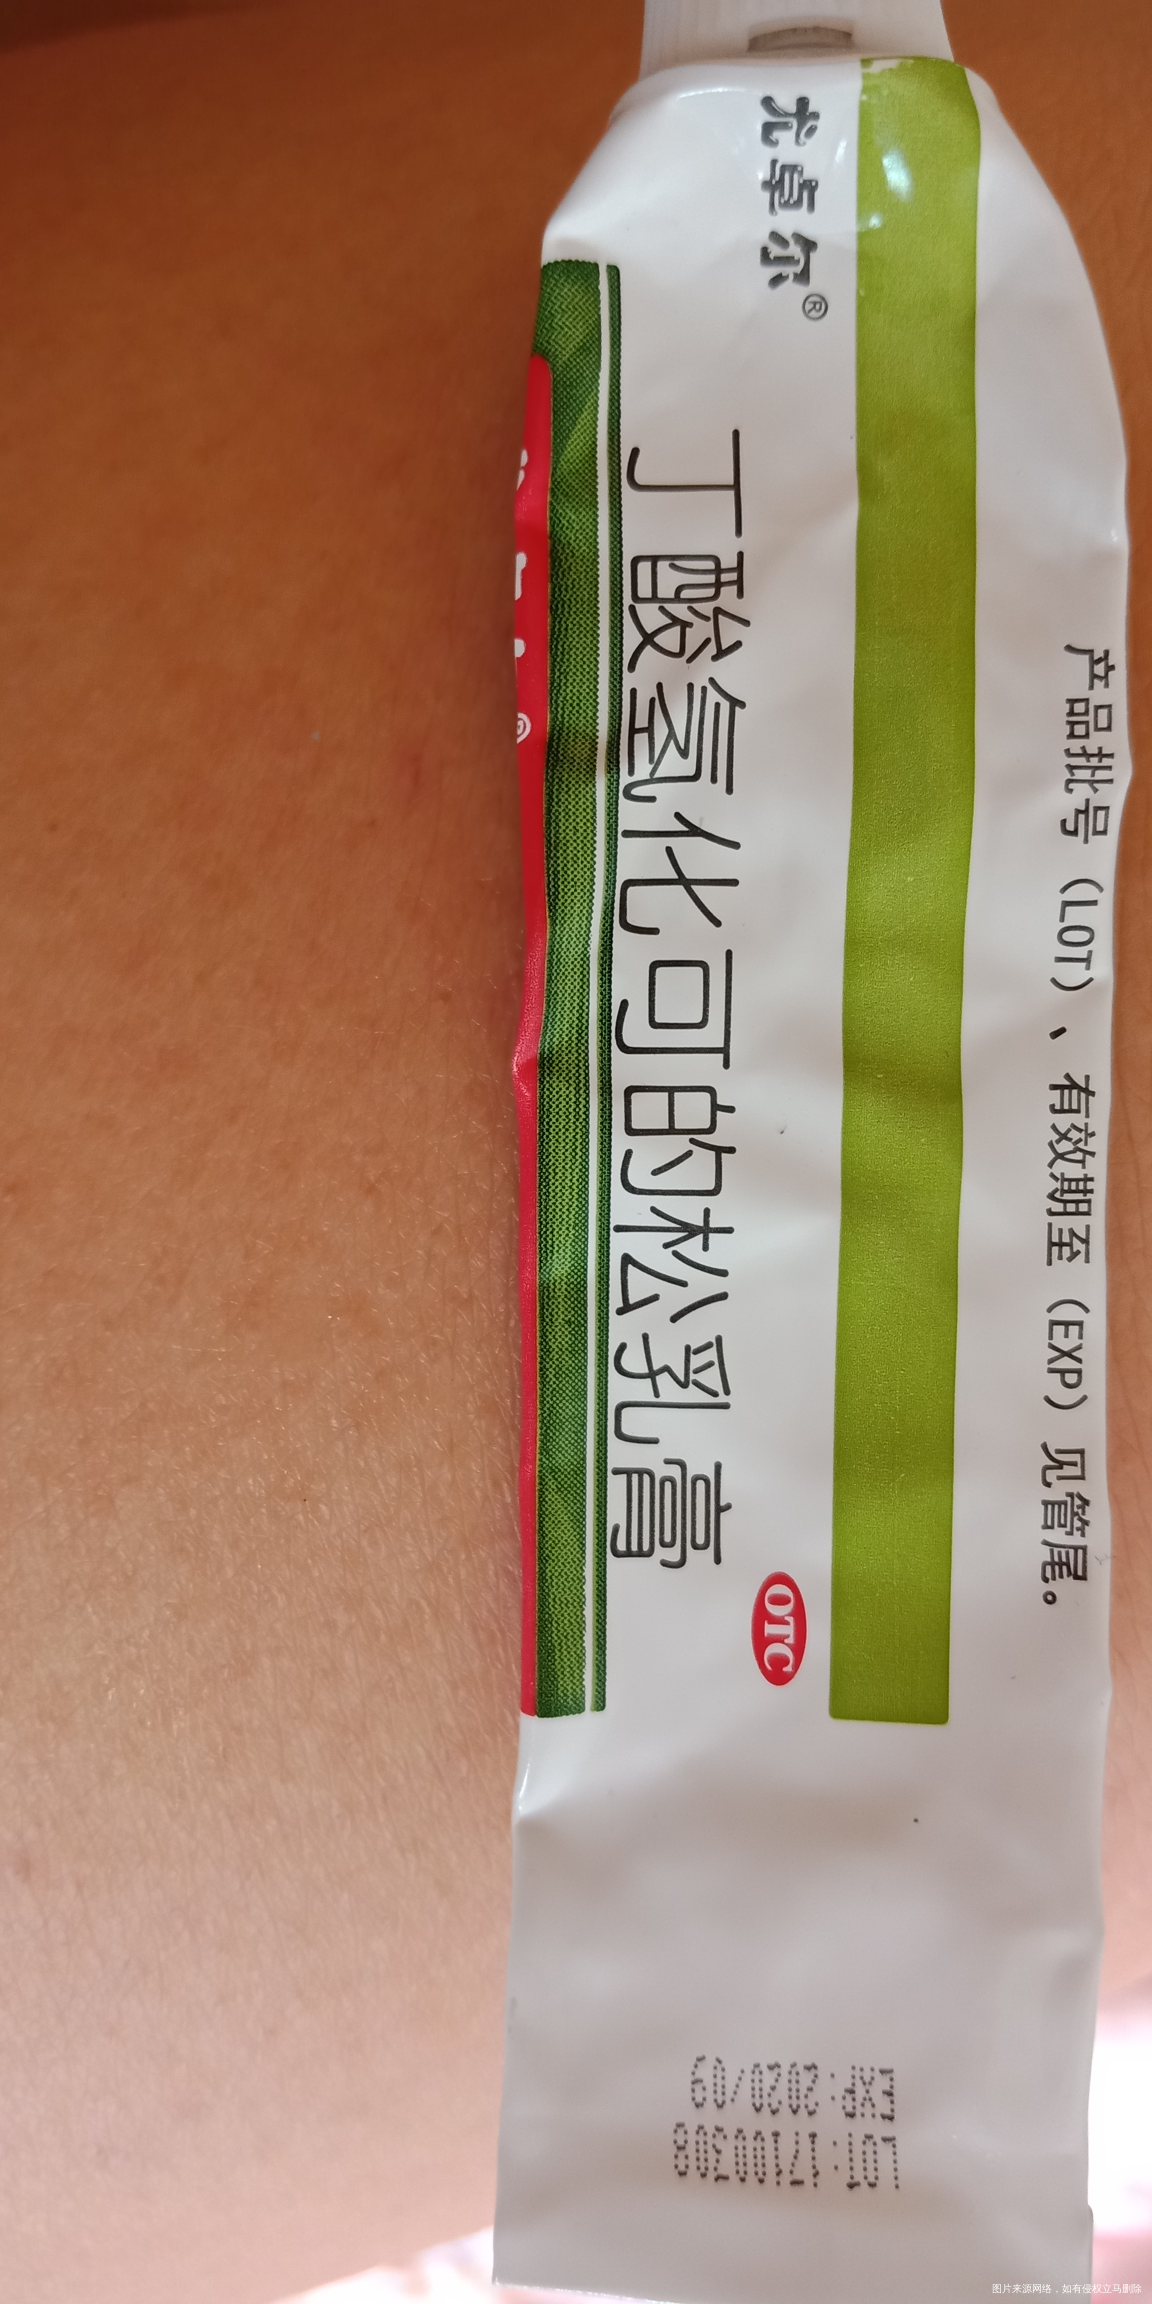 尤卓尔®
丁酸氢化可的松乳膏
OTC
产品批号（LOT）、有效期至（EXP）见管尾。
LOT:17100308
EXP:2020/09
图片来源网络，如有侵权立马删除